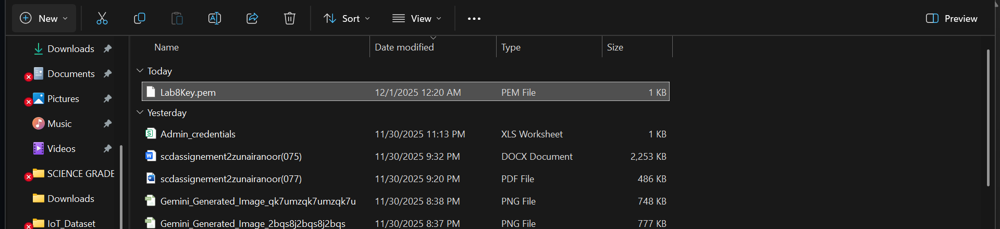 New Sort View Preview
Name Date modified Type Size
Downloads
Today
Documents
Lab8Key.pem 12/1/2025 12:20 AM PEM File 1 KB
Pictures
Yesterday
Music
Admin_credentials 11/30/2025 11:13 PM XLS Worksheet 1 KB
Videos
scdassignement2zunairanoor(075) 11/30/2025 9:32 PM DOCX Document 2,253 KB
SCIENCE GRADE
scdassignement2zunairanoor(077) 11/30/2025 9:20 PM PDF File 486 KB
Downloads
Gemini_Generated_Image_qk7umzqk7umzqk7u 11/30/2025 8:38 PM PNG File 748 KB
IoT_Dataset
Gemini_Generated_Image_2bqs8j2bqs8j2bqs 11/30/2025 8:37 PM PNG File 777 KB